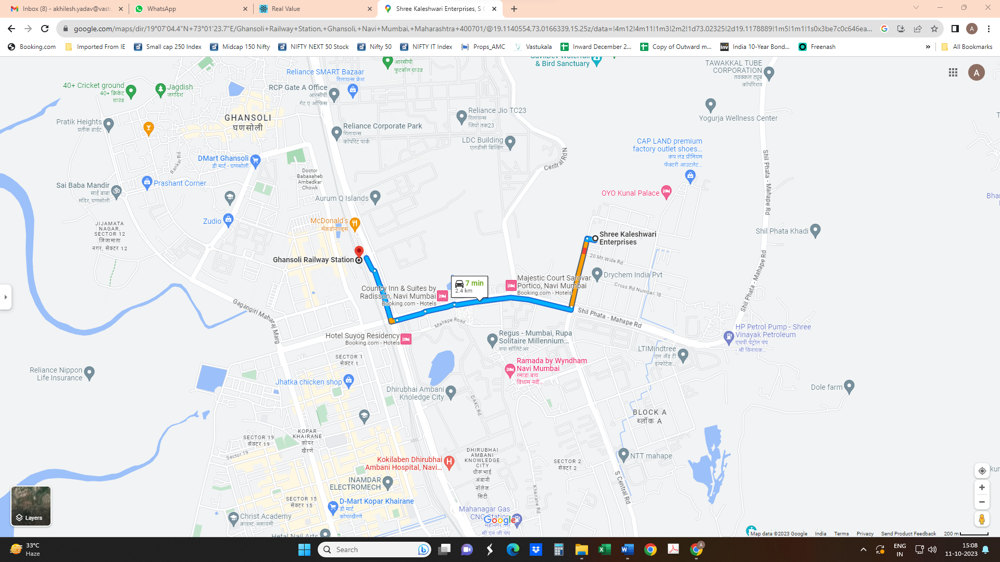 Inbox (8) - akhilesh.yadav@vast
WhatsApp
Real Value
Shree Kaleshwari Enterprises, S C
google.com/maps/dir/19°07'04.4"N+73°01'23.7"E/Ghansoli+Railway+Station,+Ghansoli,+Navi+Mumbai,+Maharashtra+400701/@19.1140554,73.0166339,15.25z/data=!4m12!4m11!1m3!2m2!1d73.02325!2d19.1178889!1m5!1m1!1s0x3be7c0c646ea...
A
Booking.com
Imported From IE
Small cap 250 Index
Midcap 150 Nifty
NIFTY NEXT 50 Stock
Nifty 50
NIFTY IT Index
Props_AMC
Vastukala
Inward December 2...
Copy of Outward m...
India 10-Year Bond...
Freenash
»
All Bookmarks
आरसीपी
फुटबॉल ग्राउंड
& Bird Sanctuary
TAWAKKAL TUBE
CORPORATION
तवक्कल ट्यूब
कॉर्पोरेशन
A
Reliance SMART Bazaar
रिलायन्स फ्रेश
40+ Cricket ground
40+ क्रिकेट
ग्राउंड
Jagdish
जगदिश
RCP Gate A Office
आरसीपी
गेट ए ऑफिस
Reliance Jio TC23
रिलायन्स
जियो तक23
Yogurja Wellness Center
GHANSOLI
घणसोली
Pratik Heights
प्रतीक हाईट
Reliance Corporate Park
रिलायन्स
कॉर्पोरेट पार्क
LDC Building
एलडीसी बिल्डिंग
CAP LAND premium
factory outlet shoes...
कप लंड प्रीमियम
फॅक्टरी आउटलेट...
DMart Ghansoli
डी मार्ट - घणसोली
Rankar Rd
Central Rd
N
Shil Phata - Mahape Rd
Doctor
Babasaheb
Ambedkar
Chowk
Sai Baba Mandir
साई बाबा
मंदिर, घणसोली
Prashant Corner
Aurum Q Islands
OYO Kunal Palace
Bhar
Zudio
McDonald's
मॅकडोनाल्ड्स
JIJAMATA
NAGAR,
SECTOR 12
जिजामाता
नगर, सेक्टर 12
Shil Phata Khadi
Shree Kaleshwari
Enterprises
Ghansoli Railway Station
20 Mt Wide Rd
Shil Phata - Mahape Rd
Drychem India Pvt
Majestic Court Sarovar
Portico, Navi Mumbai
Booking.com - Hotels
Cross Rd Number 18
7 min
2.4 km
Country Inn & Suites by
Radisson, Navi Mumbai
Booking.com - Hotels
Gagangiri Maharaj Marg
Shil Phata - Mahape Rd
Mahape Road
HP Petrol Pump - Shree
Vinayak Petroleum
एचपी पेट्रोल पंप
- श्री विनायक...
Hotel Suyog Residency
Booking.com - Hotels
Regus - Mumbai, Rupa
Solitaire Millennium...
रुपा सॉलिटेअर
LTIMindtree
एल अँड टी
इन्फोटेक...
SECTOR 1
सेक्टर 1
Ramada by Wyndham
Navi Mumbai
रमाडा बाय
विंध्यम नवी...
Reliance Nippon
Life Insurance
Jhatka chicken shop
Dhirubhai Ambani
Knoledge City
DAKC Rd
Dole farm
BLOCK A
ब्लॉक A
KOPAR
KHAIRANE
कोपर
खैरणे
SECTOR 19
सेक्टर 19
Sector 19
DHIRUBHAI
AMBANI
KNOWLEDGE
CITY
धीरूभाई
अंबानी
नॉलेज
सिटी
SECTOR 2
सेक्टर 2
NTT mahape
Kokilaben Dhirubhai
Ambani Hospital, Navi...
S Central Rd
Khairane Rd
INAMDAR
ELECTROMECH
SECTOR 15
सेक्टर 15
D-Mart Kopar Khairane
डी मार्ट
कोपरखैरणे
Mahanagar Gas
CNG Station
महानगर गॅस
सी एन जी पंप
Google
Christ Academy
क्राइस्ट अकादमी
Hetal Nail Arts
Layers
Map data ©2023 Google
India
Terms
Privacy
Send Product Feedback
200 m
33°C
Haze
Search
A
ENG
IN
15:08
11-10-2023